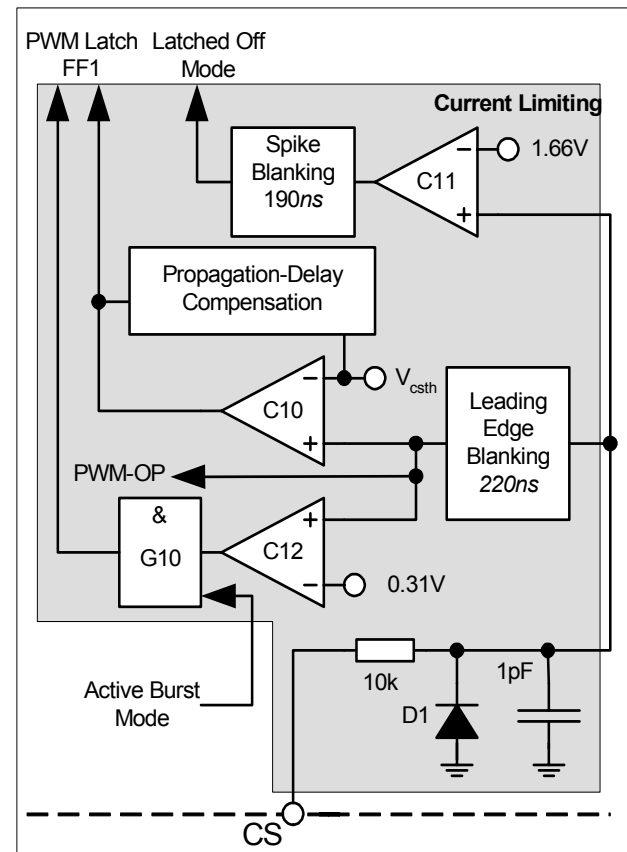 PWM Latch
FF1
Latched Off
Mode
Current Limiting
Spike
Blanking
190ns
C11
1.66V
Propagation-Delay
Compensation
C10
Vcsth
Leading
Edge
Blanking
220ns
PWM-OP
&
G10
C12
0.31V
10k
1pF
D1
Active Burst
Mode
CS